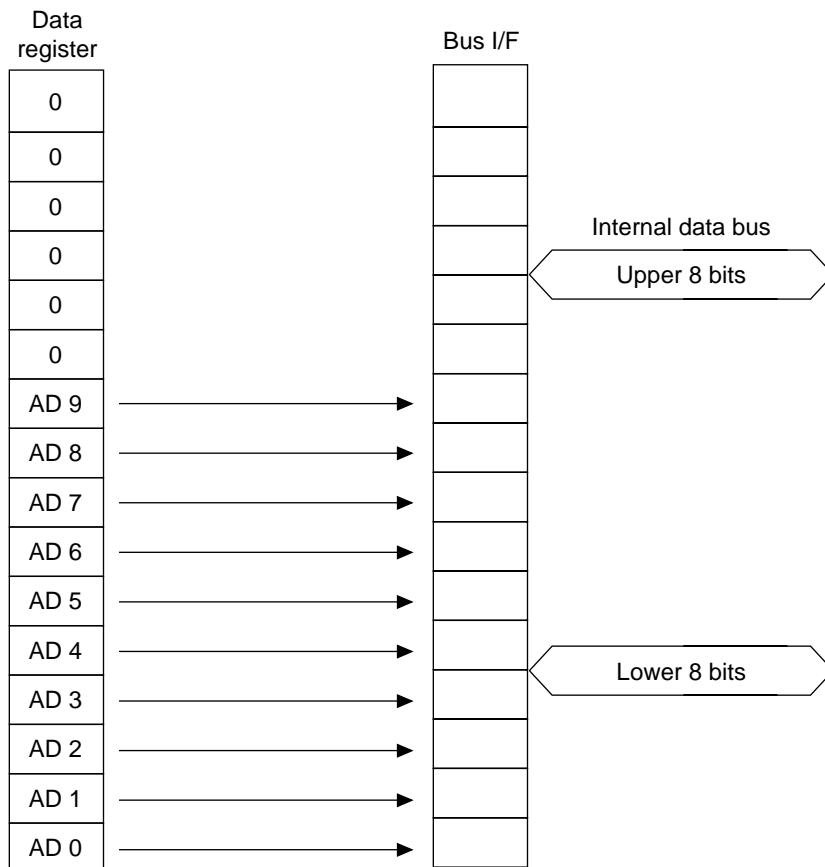 Data
register
Bus I/F
0
0
0
0
0
0
AD 9
AD 8
AD 7
AD 6
AD 5
AD 4
AD 3
AD 2
AD 1
AD 0
Internal data bus
Upper 8 bits
Lower 8 bits